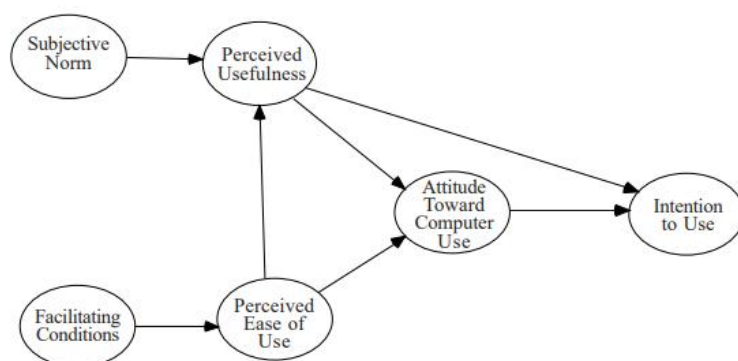 Subjective
Norm
Perceived
Usefulness
Attitude
Toward
Computer
Use
Intention
to Use
Facilitating
Conditions
Perceived
Ease of
Use